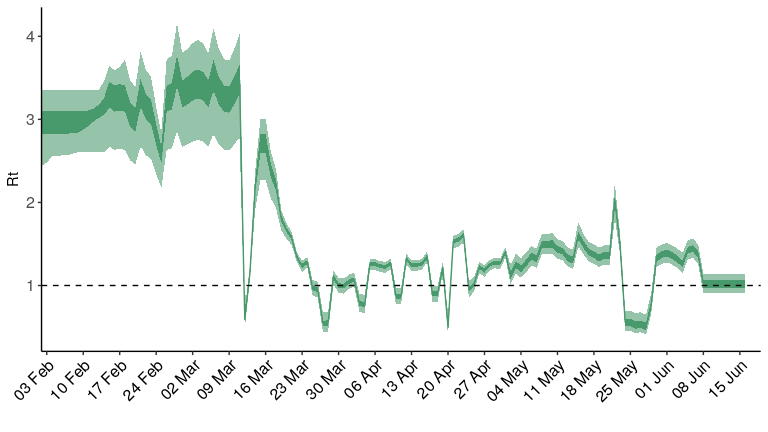 4
3
2
1
Rt
03 Feb
10 Feb
17 Feb
24 Feb
02 Mar
09 Mar
16 Mar
23 Mar
30 Mar
06 Apr
13 Apr
20 Apr
27 Apr
04 May
11 May
18 May
25 May
01 Jun
08 Jun
15 Jun